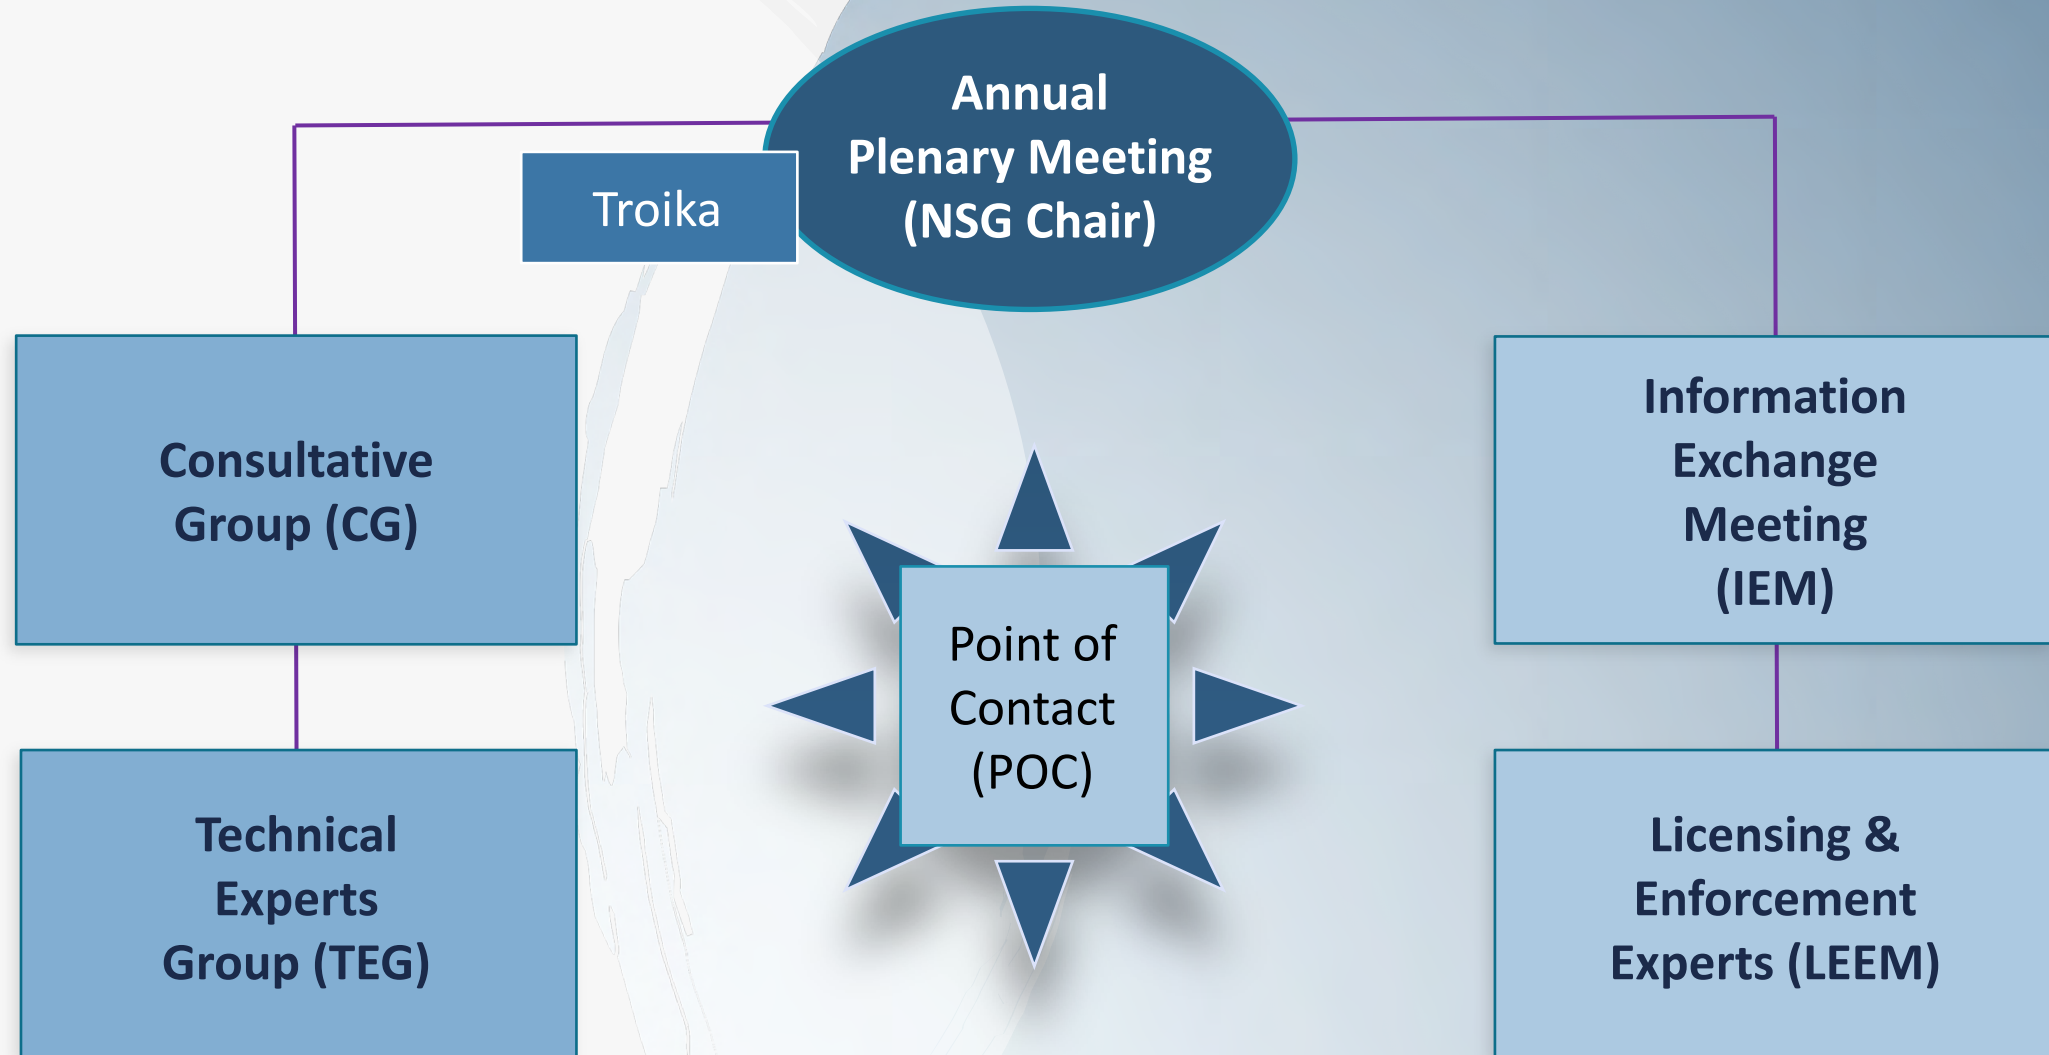 Annual
Plenary Meeting
(NSG Chair)
Troika
Consultative
Group (CG)
Information
Exchange
Meeting
(IEM)
Point of
Contact
(POC)
Technical
Experts
Group (TEG)
Licensing &
Enforcement
Experts (LEEM)